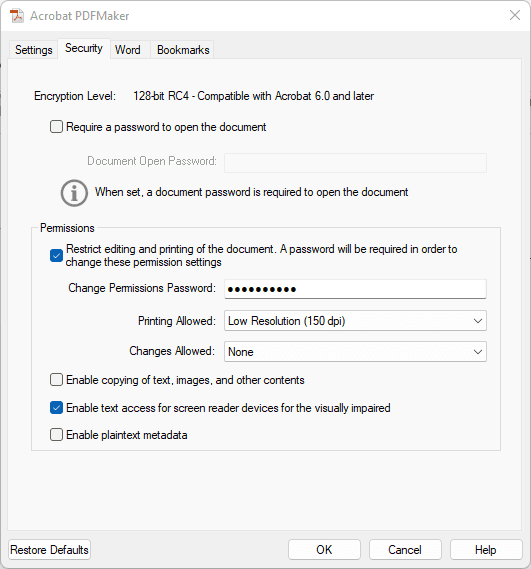 Acrobat PDFMaker
Settings Security Word Bookmarks
Encryption Level: 128-bit RC4 - Compatible with Acrobat 6.0 and later
Require a password to open the document
Document Open Password:
When set, a document password is required to open the document
Permissions
Restrict editing and printing of the document. A password will be required in order to
change these permission settings
Change Permissions Password: ●●●●●●●●●●
Printing Allowed: Low Resolution (150 dpi)
Changes Allowed: None
Enable copying of text, images, and other contents
Enable text access for screen reader devices for the visually impaired
Enable plaintext metadata
Restore Defaults OK Cancel Help